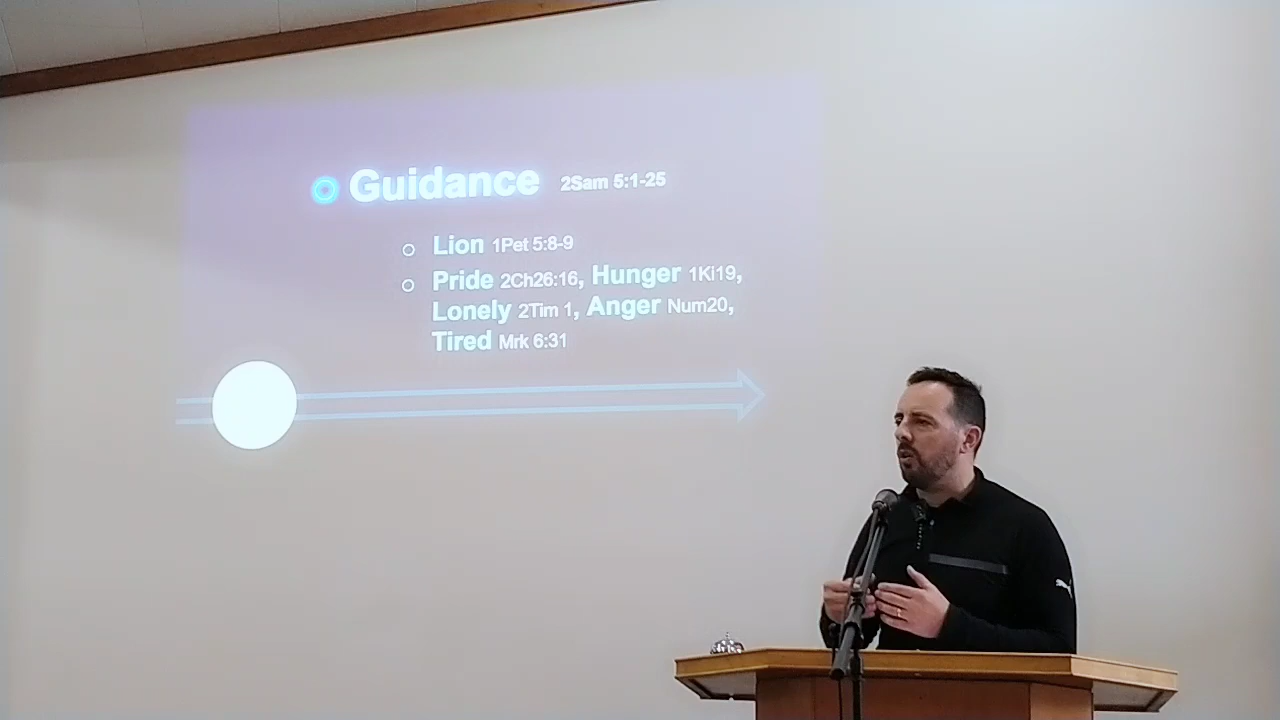 Guidance 2Sam 5:1-25
Lion 1Pet 5:8-9
Pride 2Ch26:16, Hunger 1Ki19,
Lonely 2Tim 1, Anger Num20,
Tired Mrk 6:31